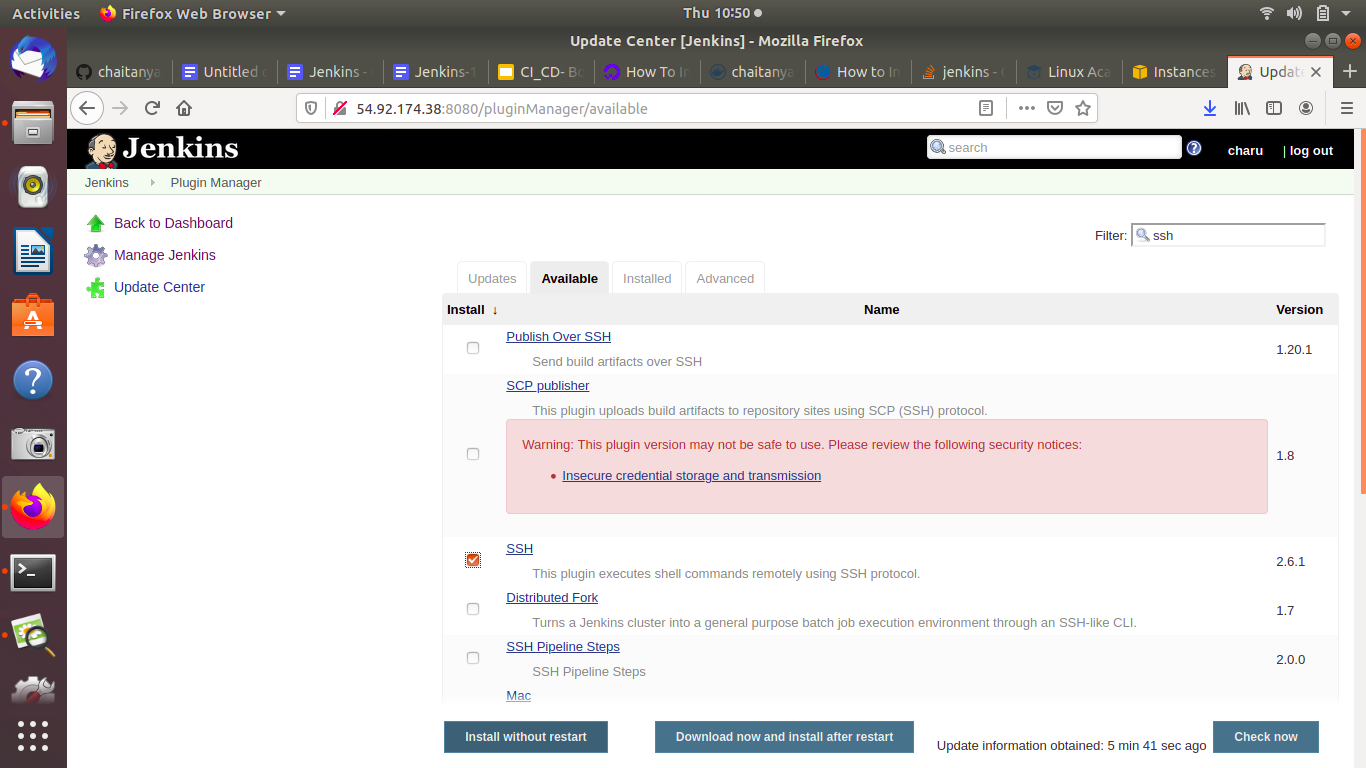 Activities Firefox Web Browser Thu 10:50
Update Center [Jenkins] - Mozilla Firefox
chaitanya Untitled Jenkins - Jenkins-1 CI_CD- Bo How To In chaitanya How to In jenkins - Linux Aca Instances Update
54.92.174.38:8080/pluginManager/available
Jenkins search charu | log out
Jenkins Plugin Manager
Back to Dashboard
Manage Jenkins
Update Center
Filter: ssh
Updates Available Installed Advanced
Install ↓ Name Version
Publish Over SSH
Send build artifacts over SSH
1.20.1
SCP publisher
This plugin uploads build artifacts to repository sites using SCP (SSH) protocol.
Warning: This plugin version may not be safe to use. Please review the following security notices:
• Insecure credential storage and transmission
1.8
SSH
This plugin executes shell commands remotely using SSH protocol.
2.6.1
Distributed Fork
Turns a Jenkins cluster into a general purpose batch job execution environment through an SSH-like CLI.
1.7
SSH Pipeline Steps
SSH Pipeline Steps
2.0.0
Mac
Install without restart Download now and install after restart Update information obtained: 5 min 41 sec ago Check now